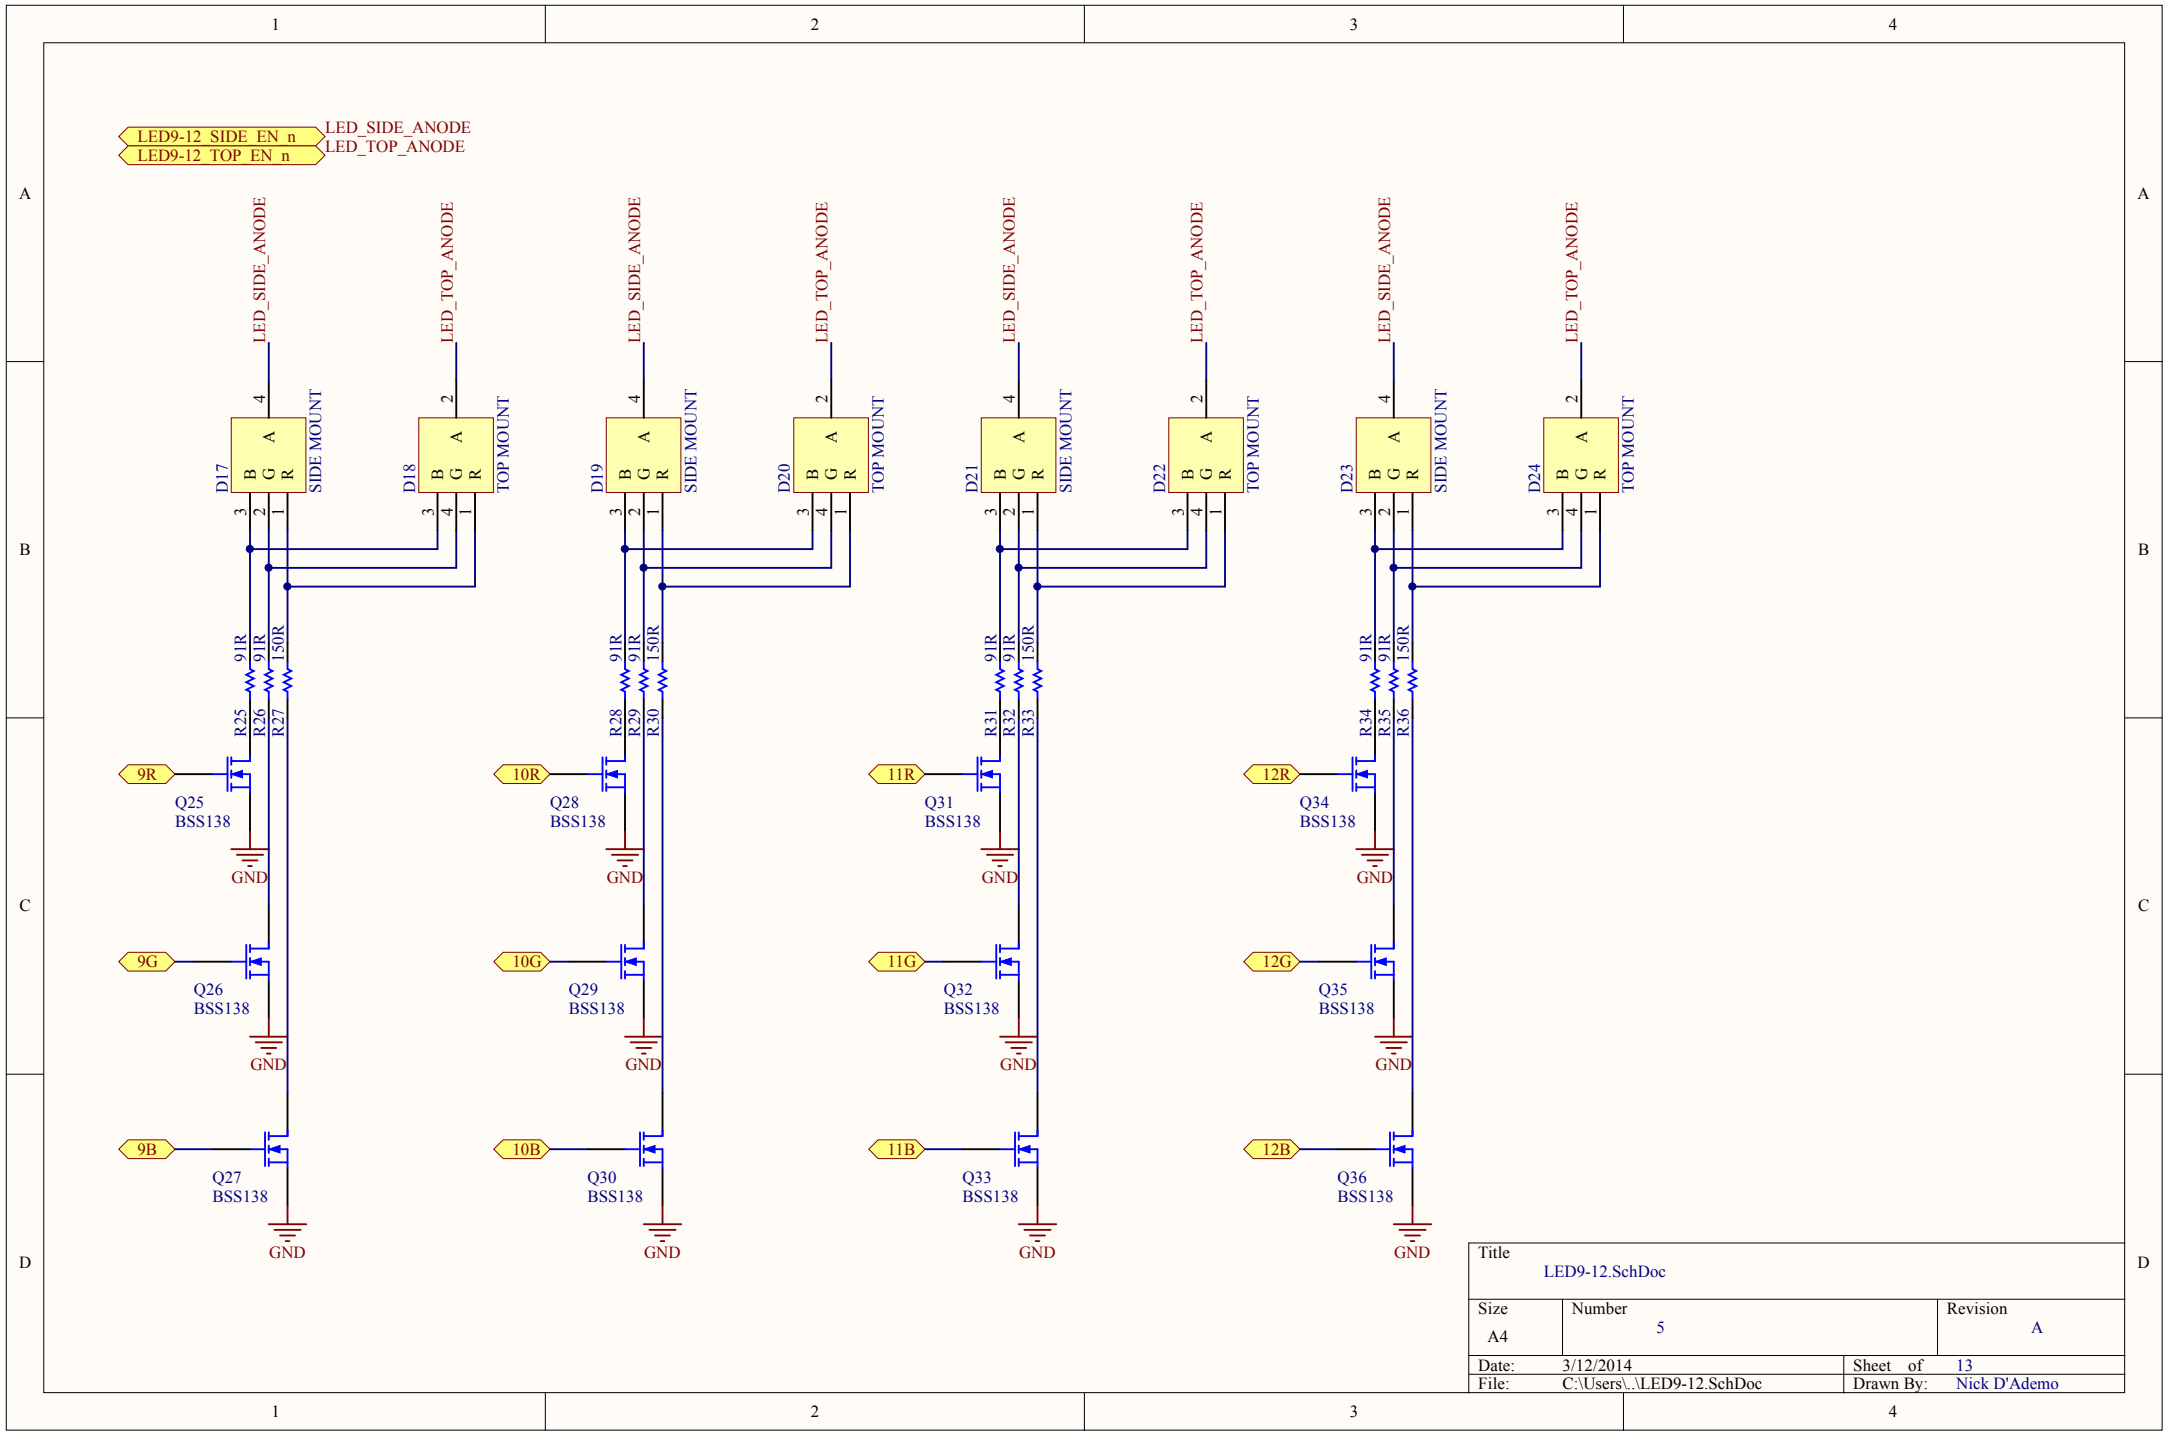 1 2 3 4
LED9-12_SIDE_EN_n LED_SIDE_ANODE
LED9-12_TOP_EN_n LED_TOP_ANODE
A A
LED_SIDE_ANODE LED_TOP_ANODE LED_SIDE_ANODE LED_TOP_ANODE LED_SIDE_ANODE LED_TOP_ANODE LED_SIDE_ANODE LED_TOP_ANODE
4 2 4 2 4 2 4 2
A A A A A A A A
B G R B G R B G R B G R B G R B G R B G R B G R
D17 SIDE MOUNT D18 TOP MOUNT D19 SIDE MOUNT D20 TOP MOUNT D21 SIDE MOUNT D22 TOP MOUNT D23 SIDE MOUNT D24 TOP MOUNT
3 2 1 3 4 1 3 2 1 3 4 1 3 2 1 3 4 1 3 2 1 3 4 1
B B
91R 91R 150R 91R 91R 150R 91R 91R 150R 91R 91R 150R
R25 R26 R27 R28 R29 R30 R31 R32 R33 R34 R35 R36
9R 10R 11R 12R
Q25 Q28 Q31 Q34
BSS138 BSS138 BSS138 BSS138
GND GND GND GND
C C
9G 10G 11G 12G
Q26 Q29 Q32 Q35
BSS138 BSS138 BSS138 BSS138
GND GND GND GND
9B 10B 11B 12B
Q27 Q30 Q33 Q36
BSS138 BSS138 BSS138 BSS138
GND GND GND GND
D D
Title
LED9-12.SchDoc
Size Number Revision
A4 5 A
Date: 3/12/2014 Sheet of 13
File: C:\Users\..\LED9-12.SchDoc Drawn By: Nick D'Ademo
1 2 3 4